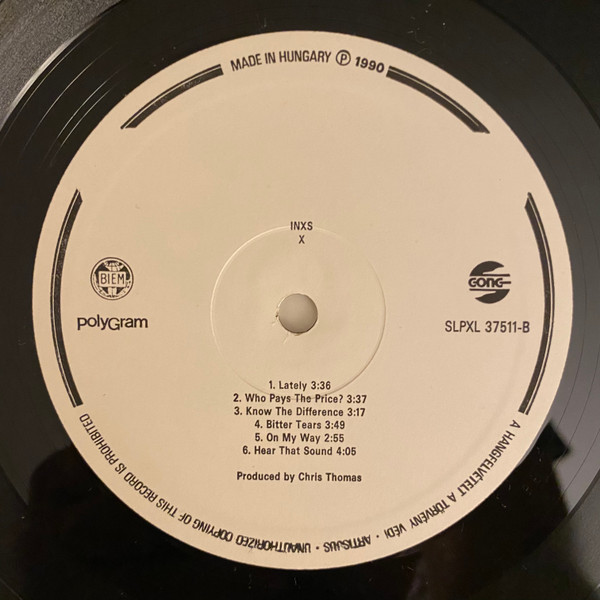 MADE IN HUNGARY Ⓟ 1990
INXS
X
BIEM
polyGram
GONG
SLPXL 37511-B
1. Lately 3:36
2. Who Pays The Price? 3:37
3. Know The Difference 3:17
4. Bitter Tears 3:49
5. On My Way 2:55
6. Hear That Sound 4:05
Produced by Chris Thomas
A HANGFELVÉTELT A TÖRVÉNY VÉDI · ARTISJUS · UNAUTHORIZED COPYING OF THIS RECORD IS PROHIBITED